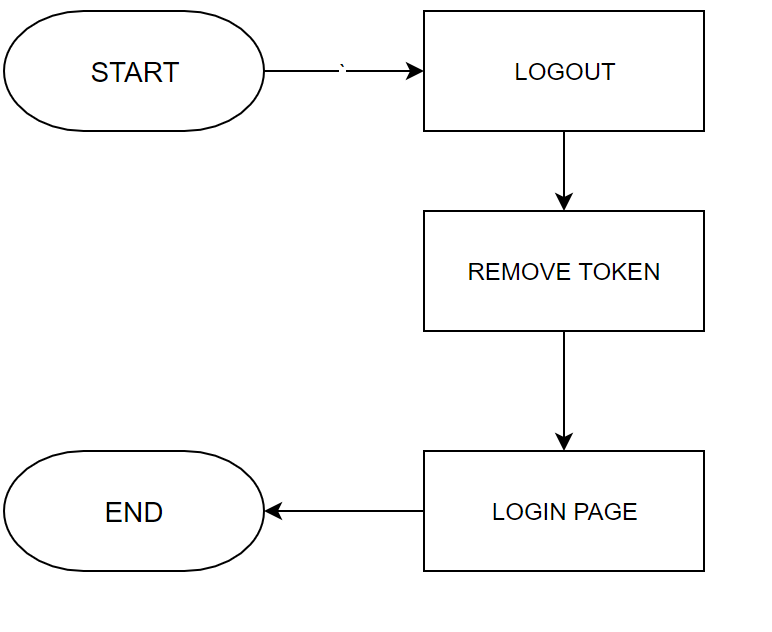 START
`
LOGOUT
REMOVE TOKEN
LOGIN PAGE
END